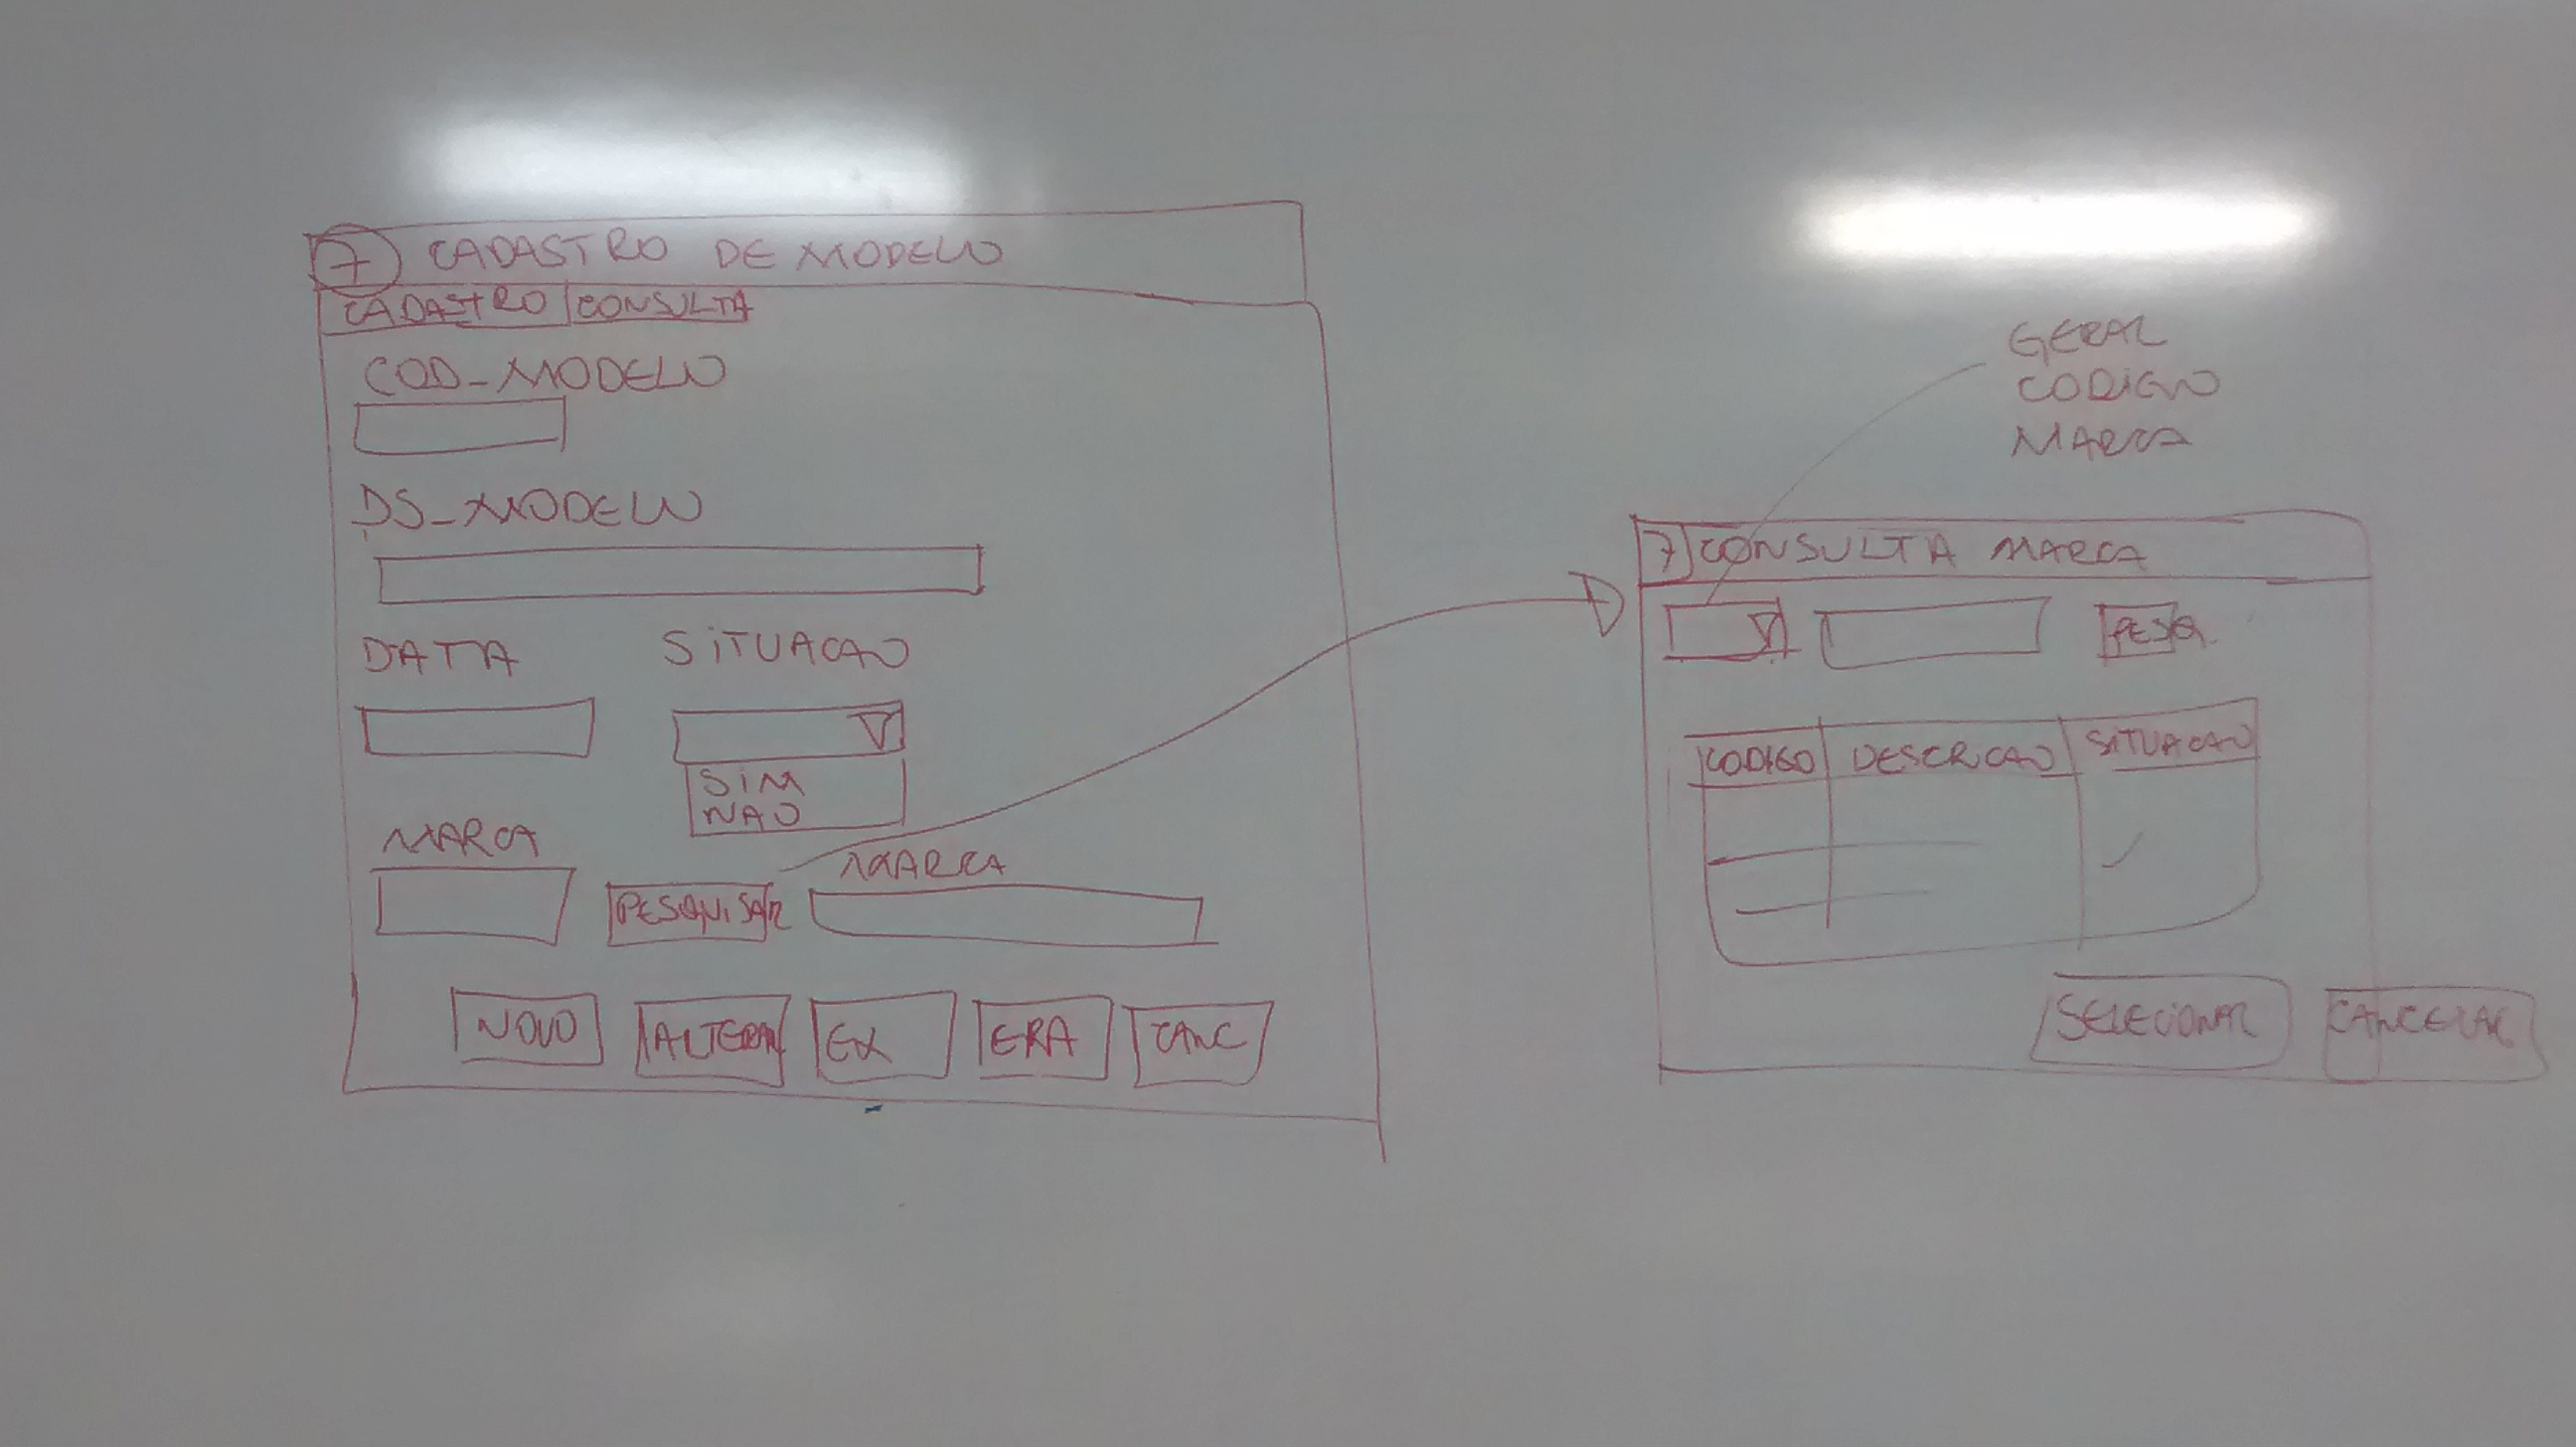 7 CADASTRO DE MODELO
CADASTRO CONSULTA
COD_MODELO
DS_MODELO
DATA SITUACAO
SIM
NAO
MARCA
PESQUISAR
MARCA
NOVO ALTERAR EX CANC
GERAL
CODIGO
MARCA
7 CONSULTA MARCA
PESQ
CODIGO DESCRICAO SITUACAO
SELECIONAR CANCELAR